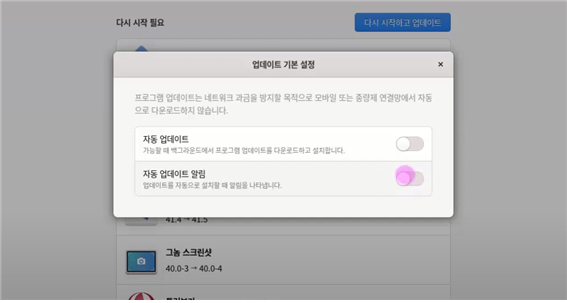 다시 시작 필요
다시 시작하고 업데이트
업데이트 기본 설정
×
프로그램 업데이트는 네트워크 과금을 방지할 목적으로 모바일 또는 종량제 연결망에서 자동
으로 다운로드하지 않습니다.
자동 업데이트
가능할 때 백그라운드에서 프로그램 업데이트를 다운로드하고 설치합니다.
자동 업데이트 알림
업데이트를 자동으로 설치할 때 알림을 나타냅니다.
41.4 → 41.5
그놈 스크린샷
40.0-3 → 40.0-4